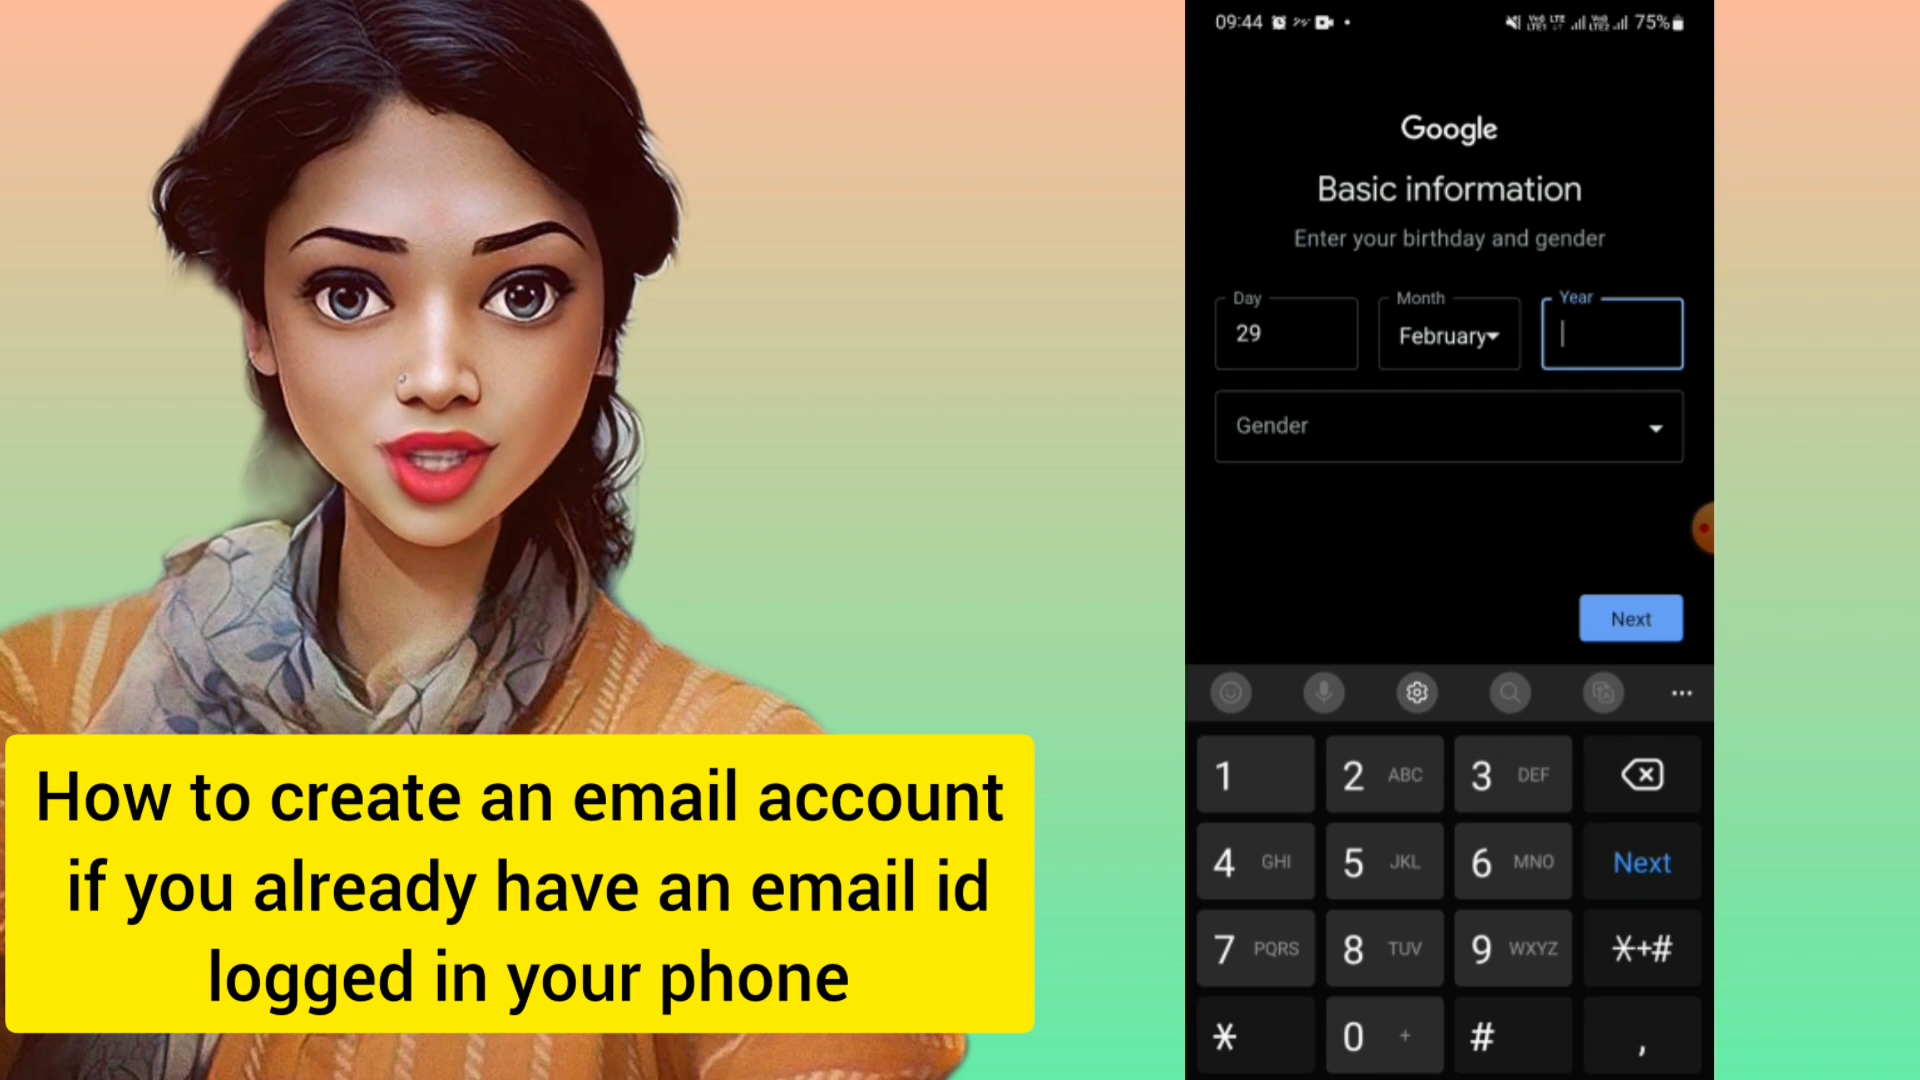 09:44
75%
Google
Basic information
Enter your birthday and gender
Day
Month
Year
29
February
Gender
Next
1
2 ABC
3 DEF
4 GHI
5 JKL
6 MNO
Next
7 PQRS
8 TUV
9 WXYZ
*+#
*
0 +
#
,
How to create an email account
if you already have an email id
logged in your phone